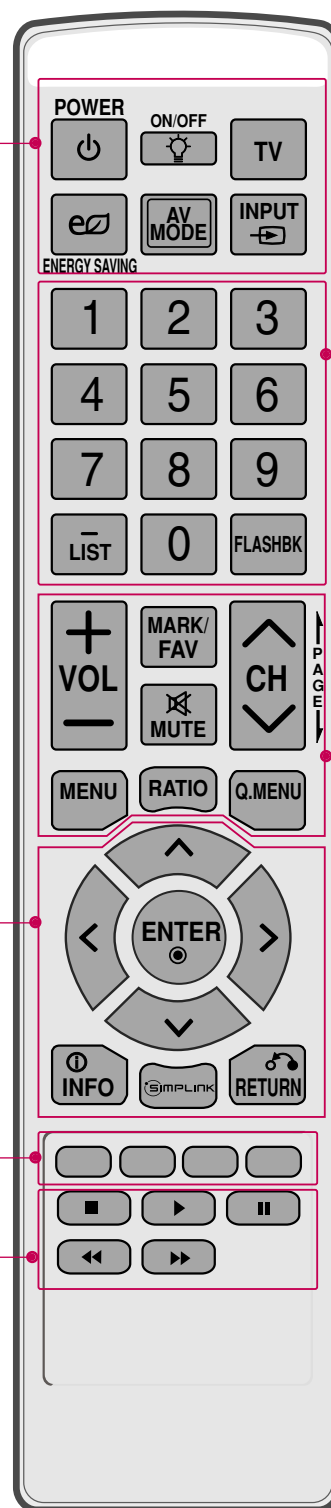 POWER
ON/OFF
TV
ENERGY SAVING
AV
MODE
INPUT
1 2 3
4 5 6
7 8 9
LIST
0
FLASHBK
VOL
MARK/
FAV
MUTE
CH
PAGE
MENU
RATIO
Q.MENU
ENTER
INFO
SIMPLINK
RETURN